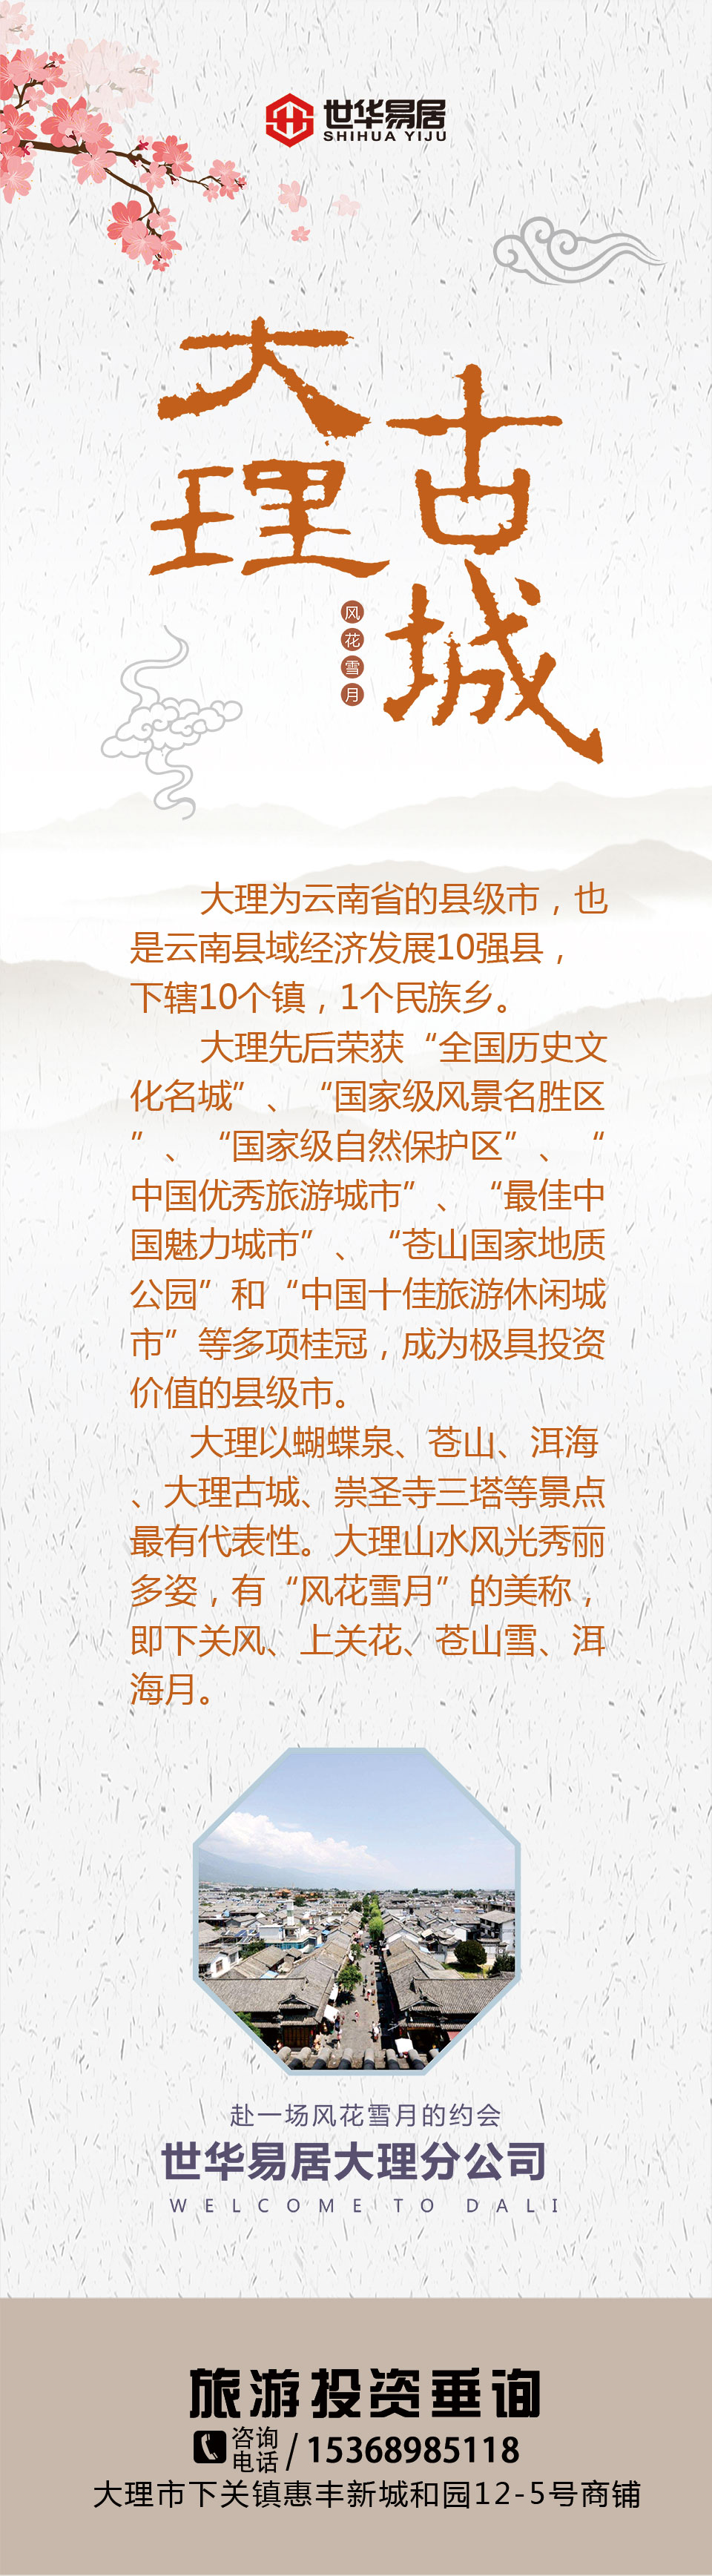 世华易居
SHIHUA YIJU
大理
古城
风花雪月
大理为云南省的县级市，也
是云南县域经济发展10强县，
下辖10个镇，1个民族乡。
大理先后荣获“全国历史文
化名城”、“国家级风景名胜区
”、“国家级自然保护区”、“
中国优秀旅游城市”、“最佳中
国魅力城市”、“苍山国家地质
公园”和“中国十佳旅游休闲城
市”等多项桂冠，成为极具投资
价值的县级市。
大理以蝴蝶泉、苍山、洱海
、大理古城、崇圣寺三塔等景点
最有代表性。大理山水风光秀丽
多姿，有“风花雪月”的美称，
即下关风、上关花、苍山雪、洱
海月。
赴一场风花雪月的约会
世华易居大理分公司
WELCOME TO DALI
旅游投资垂询
咨询电话/15368985118
大理市下关镇惠丰新城和园12-5号商铺